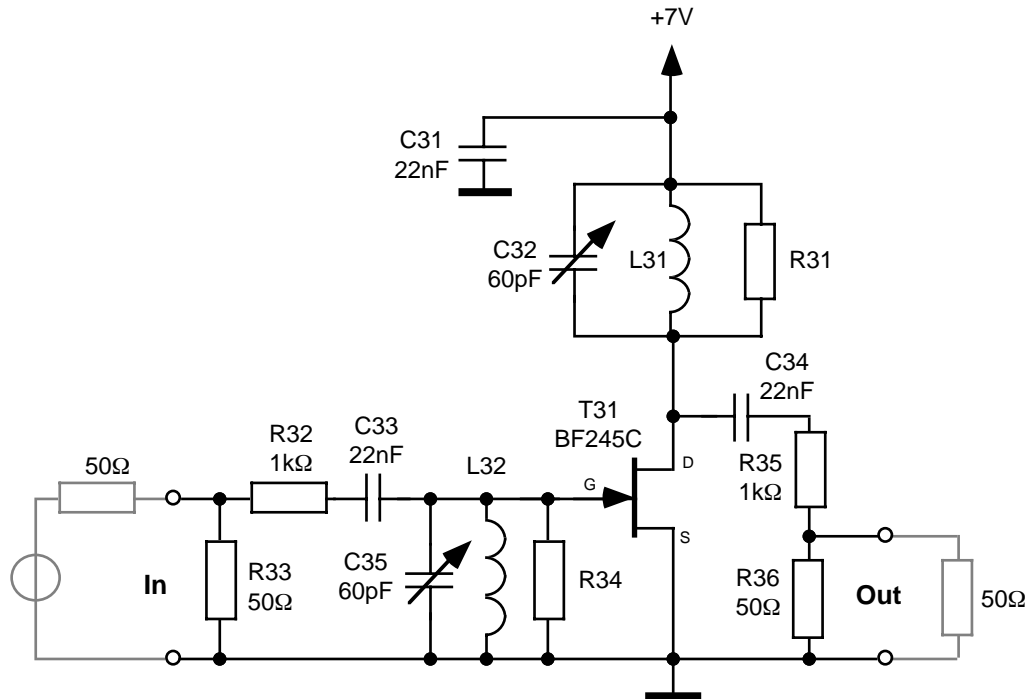 +7V
C31
22nF
C32
60pF
L31
R31
C34
22nF
T31
BF245C
C33
22nF
R32
1kΩ
L32
50Ω
G
D
S
R35
1kΩ
In
R33
50Ω
C35
60pF
R34
R36
50Ω
Out
50Ω